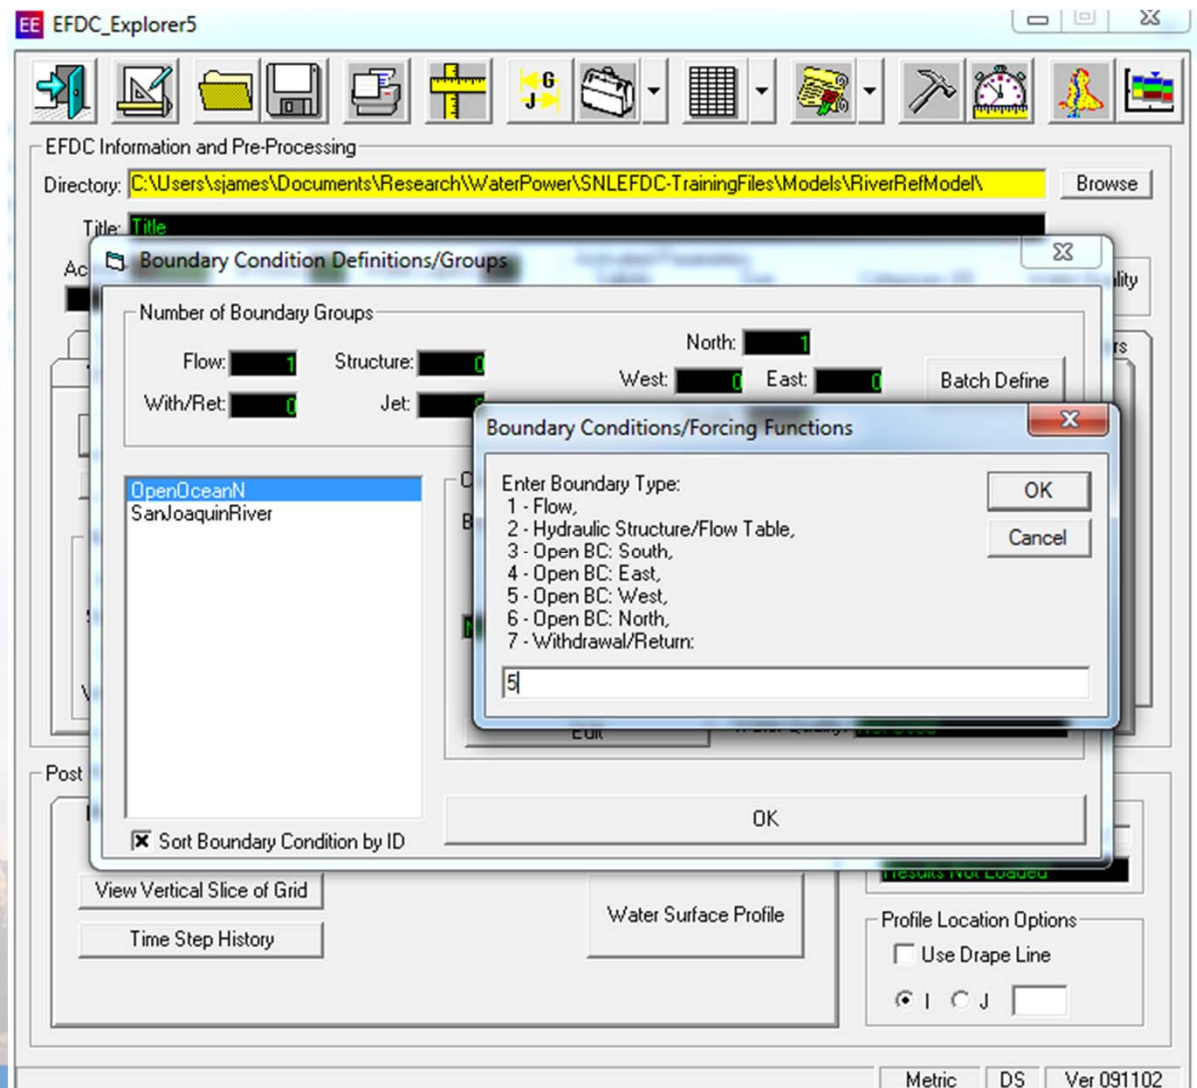 EE EFDC_Explorer5
G
J
EFDC Information and Pre-Processing
Directory: C:\Users\sjames\Documents\Research\WaterPower\SNLEFDC-TrainingFiles\Models\RiverRefModel\ Browse
Title: Title
Boundary Condition Definitions/Groups
Number of Boundary Groups
North: 1
Flow: 1 Structure: 0
West: 0 East: 0 Batch Define
With/Ret: 0 Jet:
Boundary Conditions/Forcing Functions
Enter Boundary Type:
1 - Flow,
2 - Hydraulic Structure/Flow Table,
3 - Open BC: South,
4 - Open BC: East,
5 - Open BC: West,
6 - Open BC: North,
7 - Withdrawal/Return:
OK
Cancel
5
OpenOceanN
SanJoaquinRiver
Edit
OK
Sort Boundary Condition by ID
Post
View Vertical Slice of Grid
Time Step History
Water Surface Profile
Results Not Loaded
Profile Location Options
Use Drape Line
I J
Metric DS Ver 091102